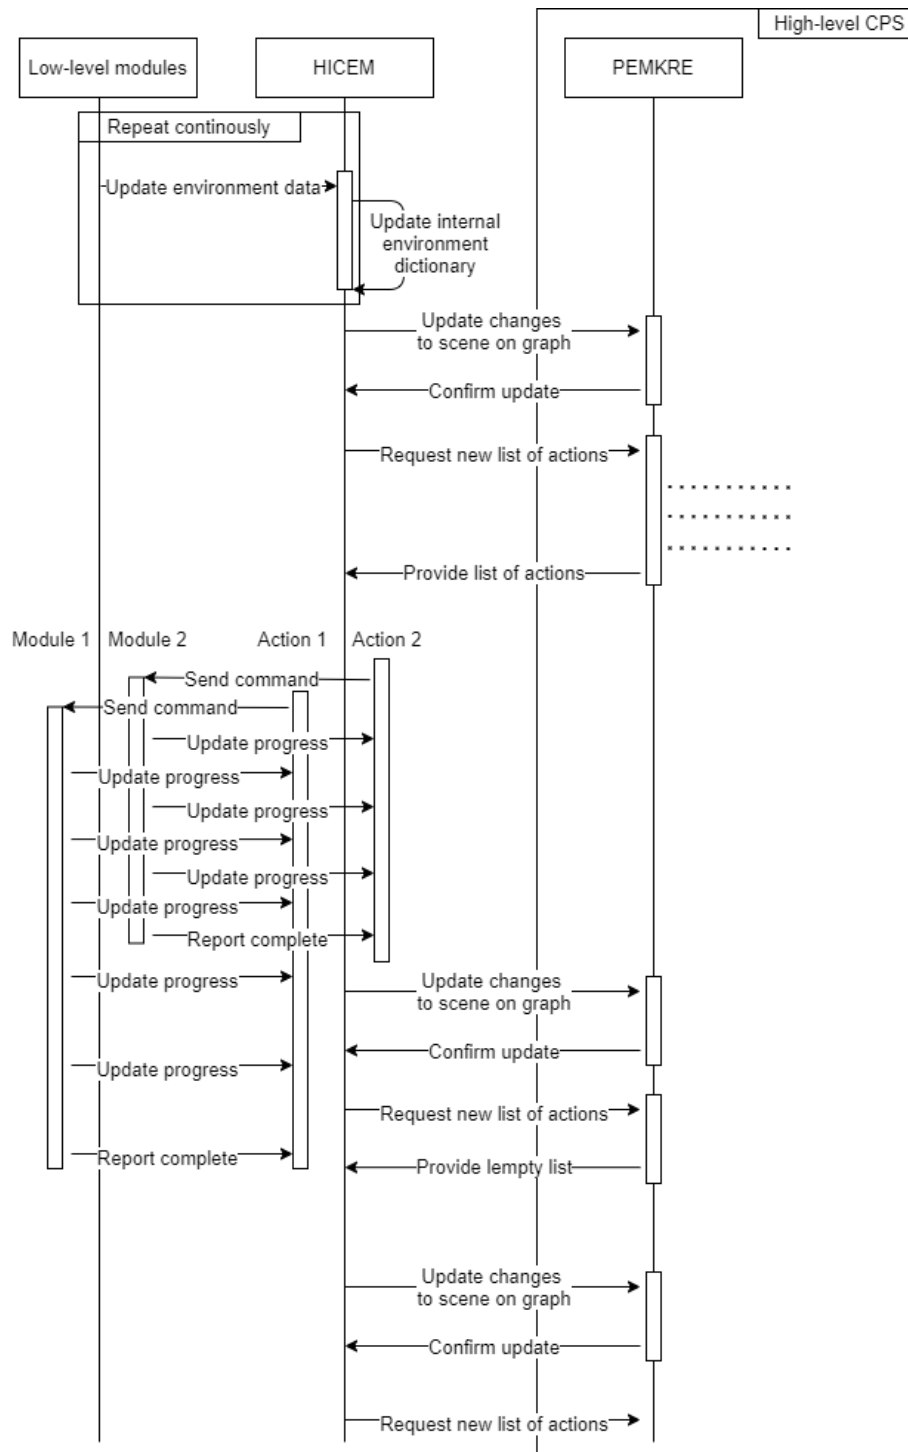 High-level CPS
Low-level modules
HICEM
PEMKRE
Repeat continously
Update environment data
Update internal
environment
dictionary
Update changes
to scene on graph
Confirm update
Request new list of actions
Provide list of actions
Module 1
Module 2
Action 1
Action 2
Send command
Send command
Update progress
Update progress
Update progress
Update progress
Update progress
Update progress
Report complete
Update progress
Update changes
to scene on graph
Confirm update
Update progress
Request new list of actions
Report complete
Provide lempty list
Update changes
to scene on graph
Confirm update
Request new list of actions